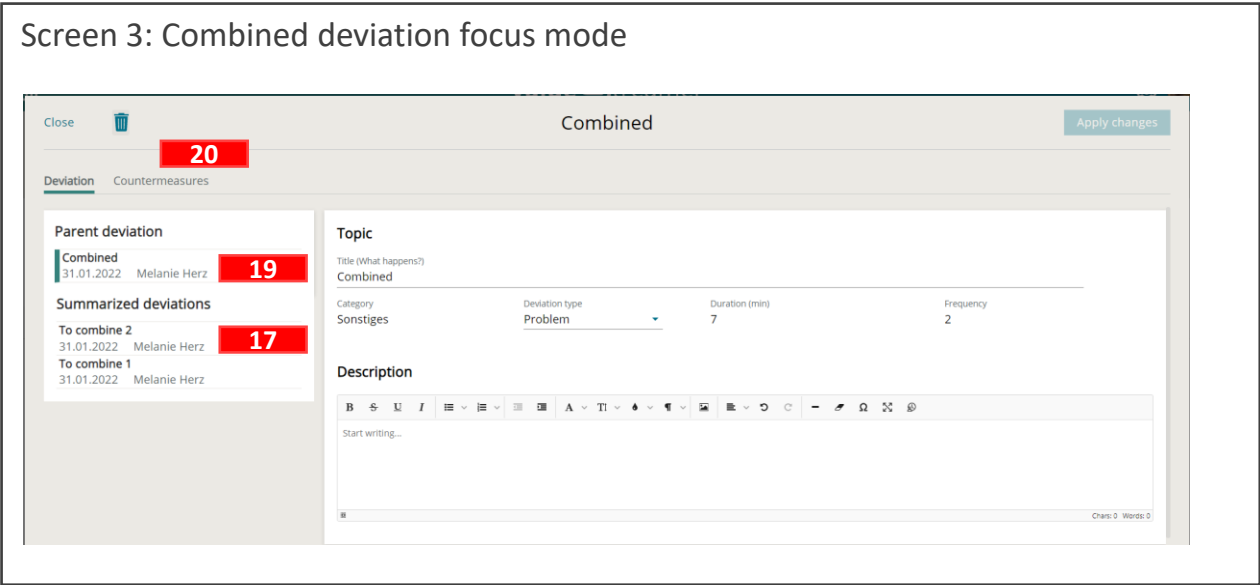 Screen 3: Combined deviation focus mode
Close
Combined
Apply changes
20
Deviation Countermeasures
Parent deviation
Combined
31.01.2022 Melanie Herz
19
Summarized deviations
To combine 2
31.01.2022 Melanie Herz
17
To combine 1
31.01.2022 Melanie Herz
Topic
Title (What happens?)
Combined
Category Deviation type Duration (min) Frequency
Sonstiges Problem 7 2
Description
B S U I A TI ¶ Ω
Start writing...
Chars: 0 Words: 0